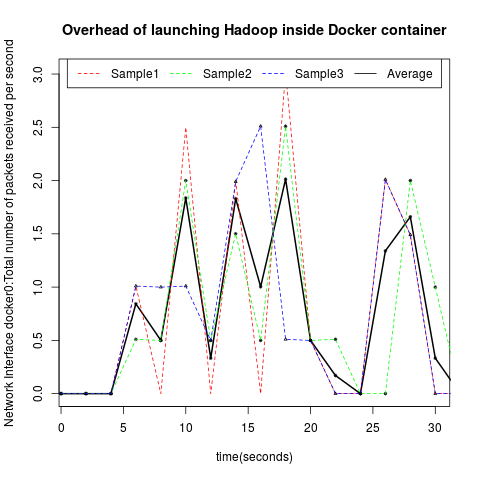 Overhead of launching Hadoop inside Docker container
Sample1 Sample2 Sample3 Average
Network Interface docker0:Total number of packets received per second
3.0
2.5
2.0
1.5
1.0
0.5
0.0
0 5 10 15 20 25 30
time(seconds)